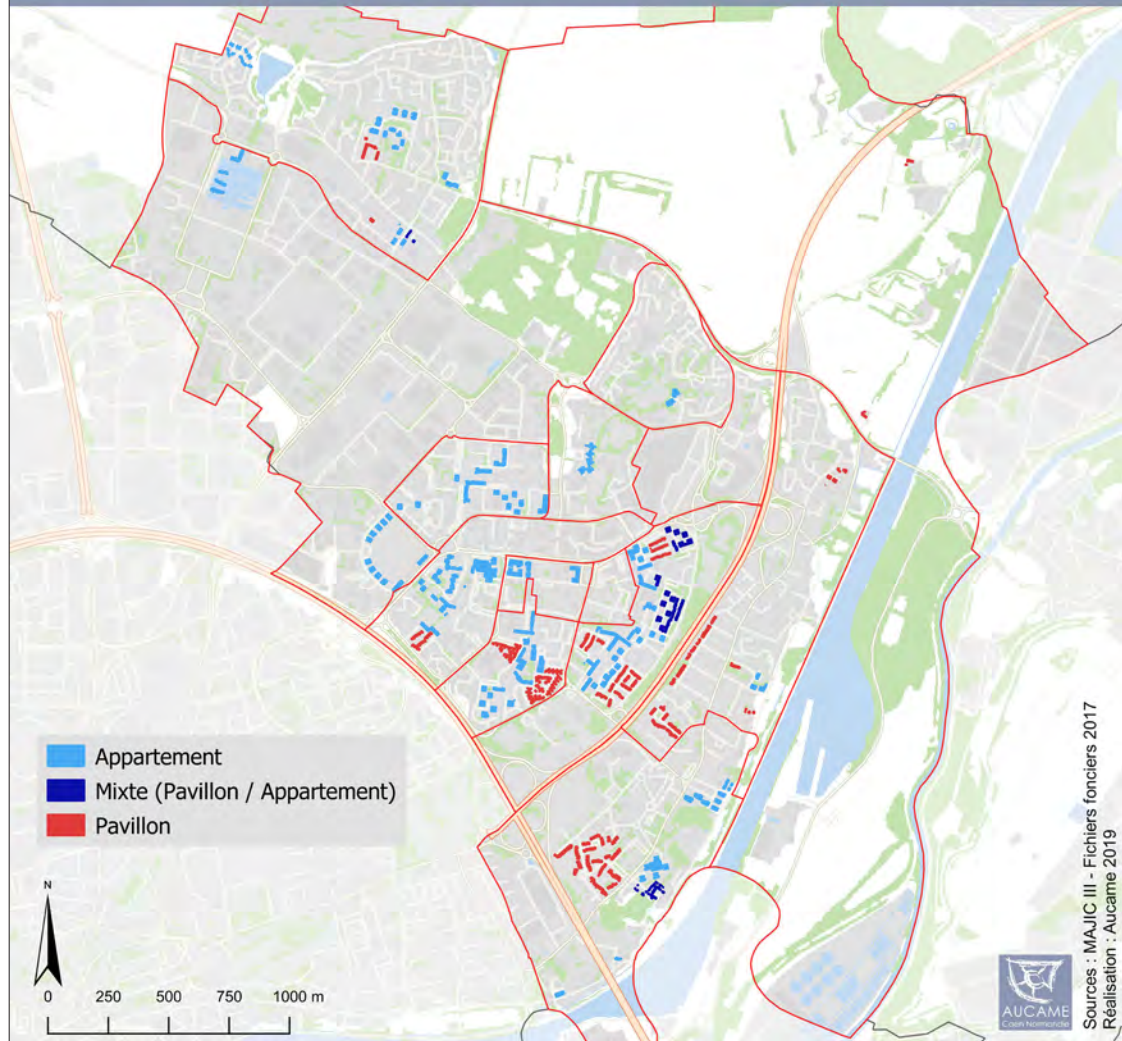 Appartement
Mixte (Pavillon / Appartement)
Pavillon
N
0 250 500 750 1000 m
AUCAME
Caen Normandie
Sources : MAJIC III - Fichiers fonciers 2017
Réalisation : Aucame 2019